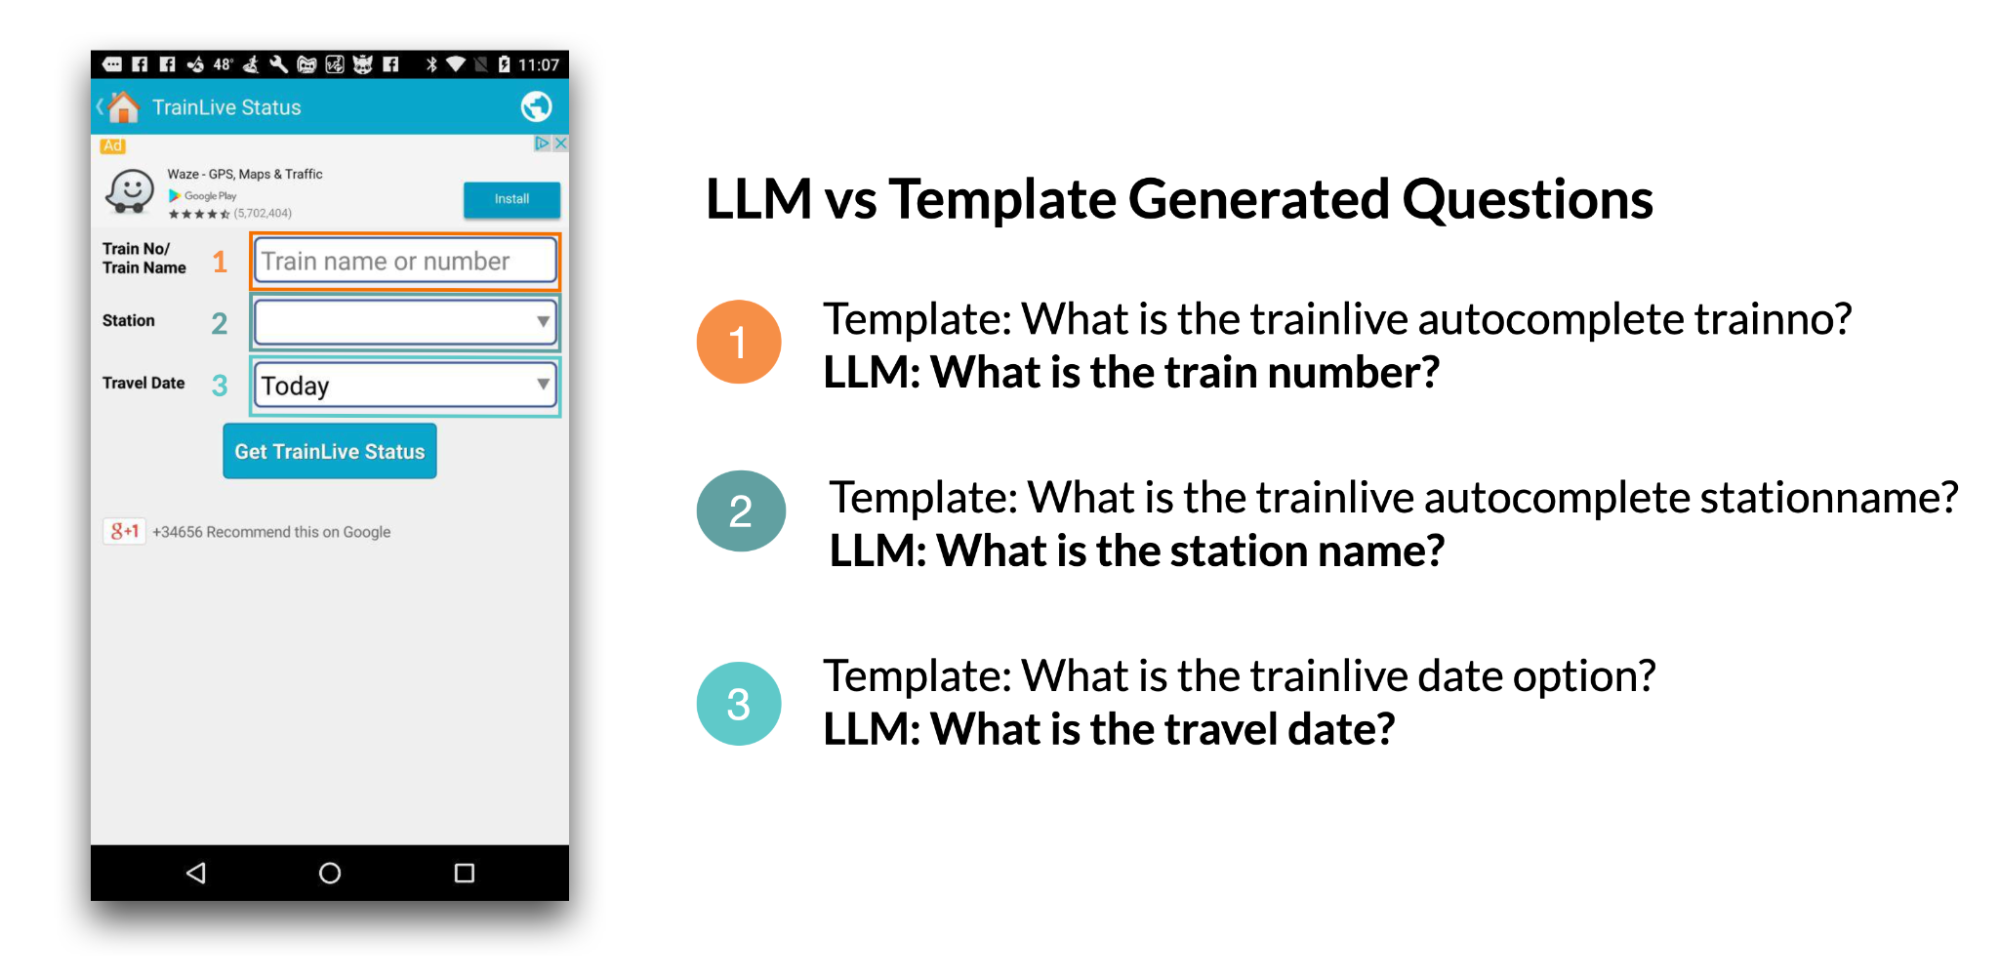 48° 11:07
TrainLive Status
Ad
Waze - GPS, Maps & Traffic
Google Play
(5,702,404)
Install
Train No/
Train Name
1
Train name or number
Station
2
Travel Date
3
Today
Get TrainLive Status
g+1 +34656 Recommend this on Google
LLM vs Template Generated Questions
1
Template: What is the trainlive autocomplete trainno?
LLM: What is the train number?
2
Template: What is the trainlive autocomplete stationname?
LLM: What is the station name?
3
Template: What is the trainlive date option?
LLM: What is the travel date?